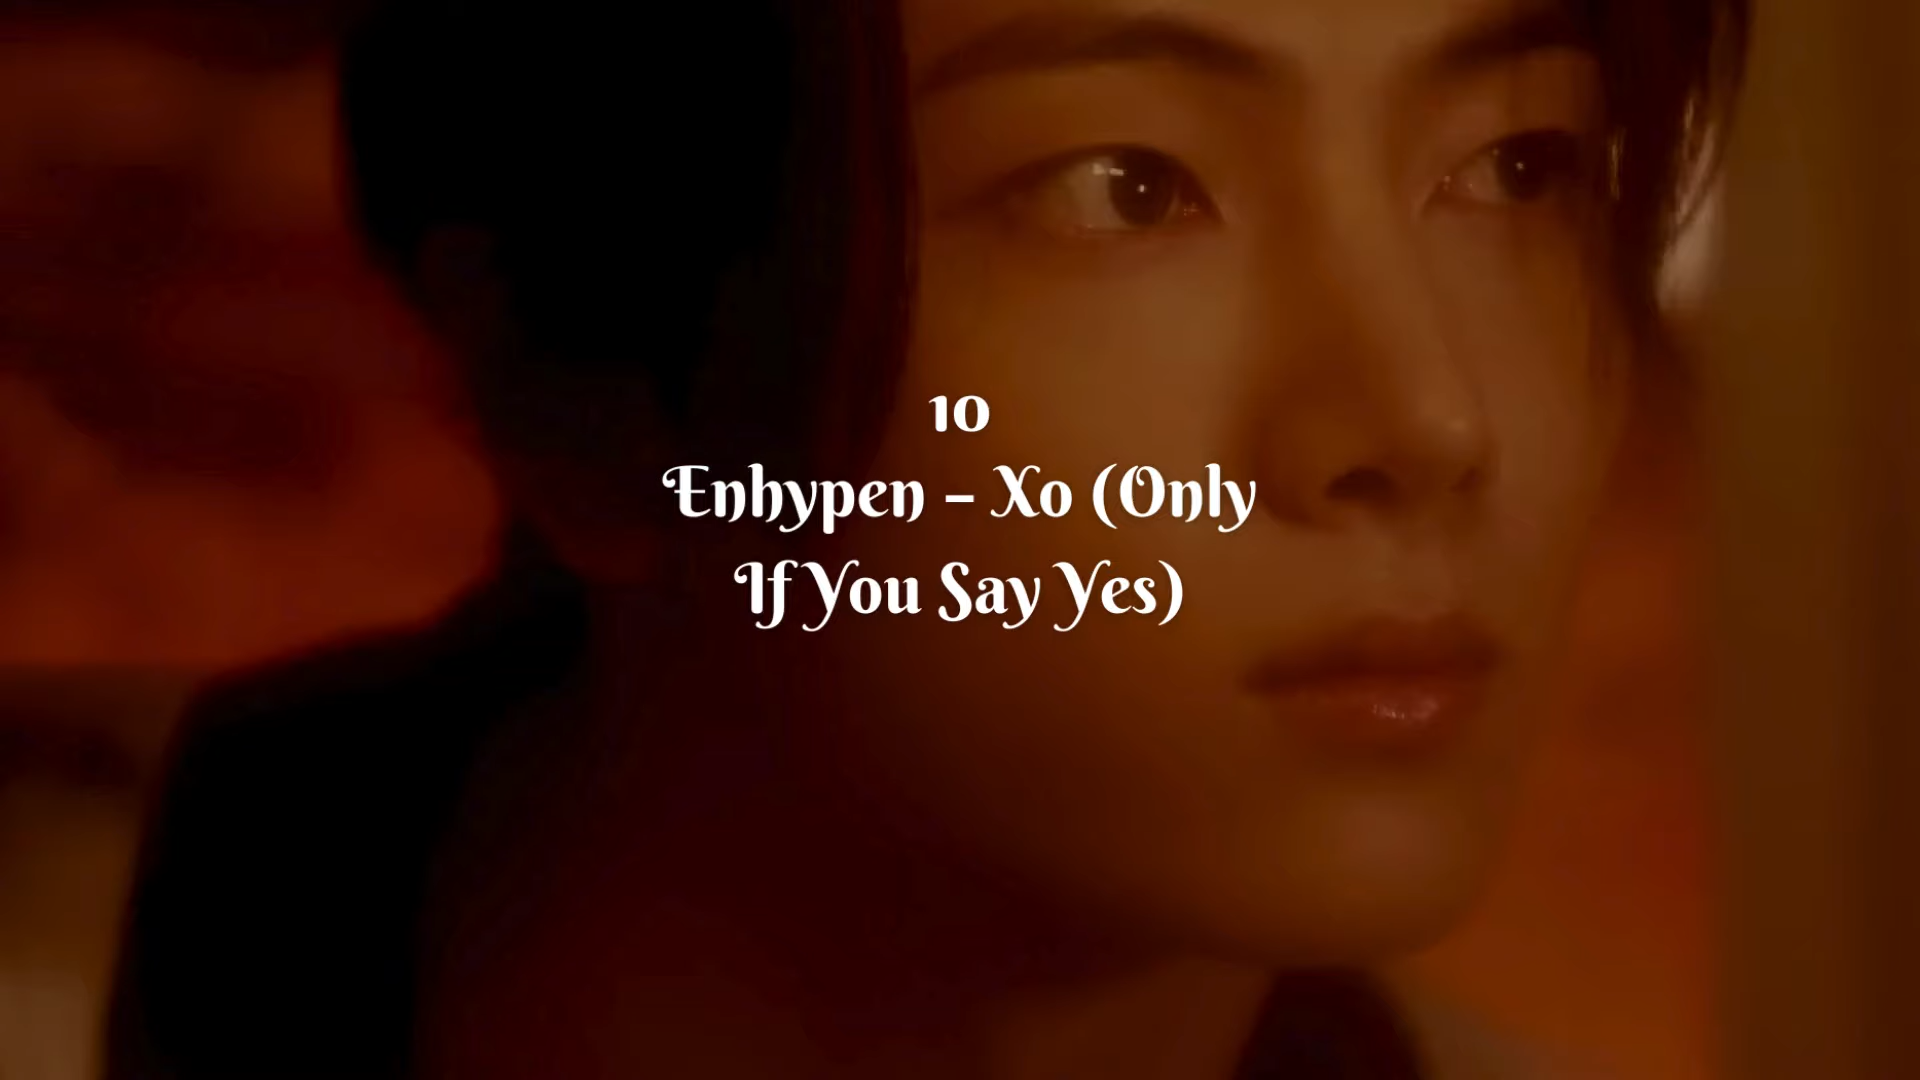 10
Enhypen – Xo (Only
If You Say Yes)